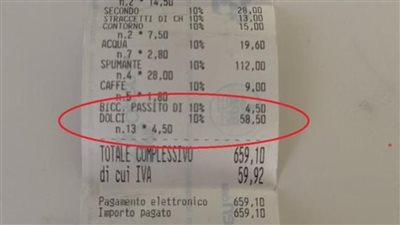 n.2 * 14,50
SECONDO 10% 28,00
STRACCETTI DI CH 10% 13,00
CONTORNO 10% 15,00
n.2 * 7,50
ACQUA 10% 19,60
n.7 * 2,80
SPUMANTE 10% 112,00
n.4 * 28,00
CAFFE 10% 9,00
n.5 * 1,80
BICC. PASSITO DI 10% 4,50
DOLCI 10% 58,50
n.13 * 4,50
TOTALE COMPLESSIVO 659,10
di cui IVA 59,92
Pagamento elettronico 659,10
Importo pagato 659,10